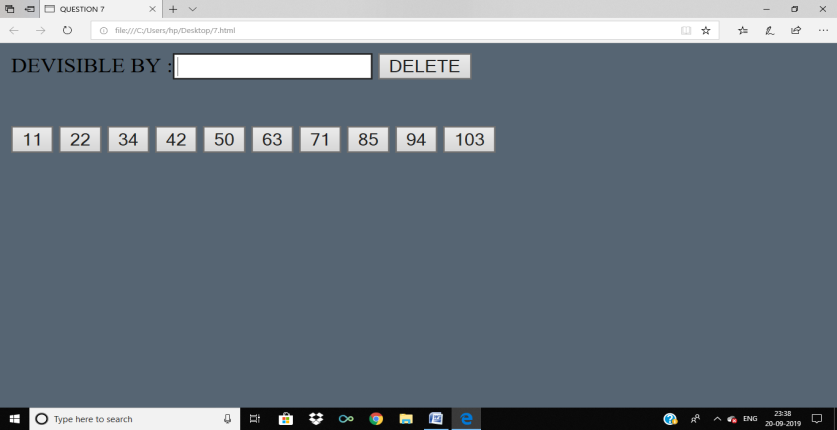 QUESTION 7
file:///C:/Users/hp/Desktop/7.html
DEVISIBLE BY : DELETE
11 22 34 42 50 63 71 85 94 103
Type here to search
ENG
23:38
20-09-2019